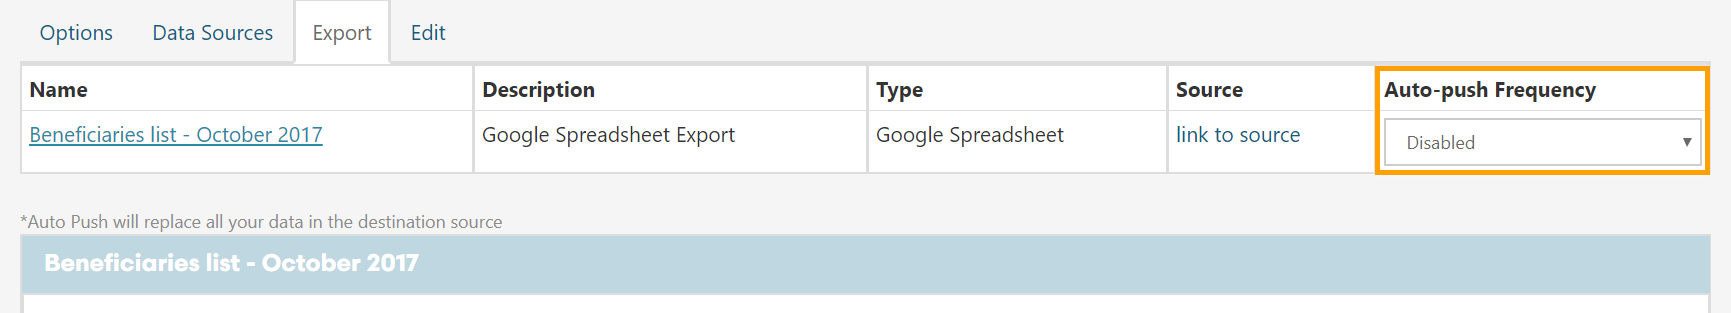 Options Data Sources Export Edit
Name Description Type Source Auto-push Frequency
Beneficiaries list - October 2017 Google Spreadsheet Export Google Spreadsheet link to source Disabled
*Auto Push will replace all your data in the destination source
Beneficiaries list - October 2017